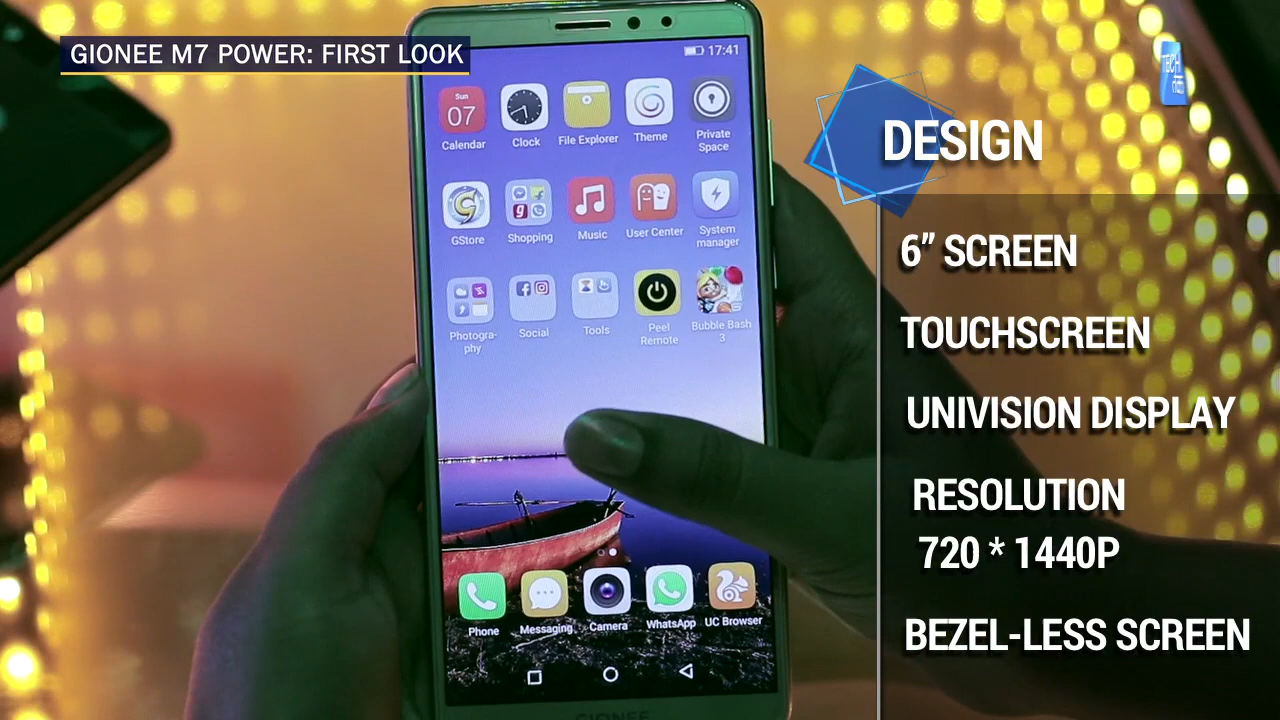 GIONEE M7 POWER: FIRST LOOK
17:41
TECH
DESIGN
6” SCREEN
TOUCHSCREEN
UNIVISION DISPLAY
RESOLUTION
720 * 1440P
BEZEL-LESS SCREEN
Sun
07
Calendar
Clock
File Explorer
Theme
Private
Space
GStore
Shopping
Music
User Center
System
manager
Photogra-
phy
Social
Tools
Peel
Remote
Bubble Bash
3
Phone
Messaging
Camera
WhatsApp
UC Browser
GIONEE